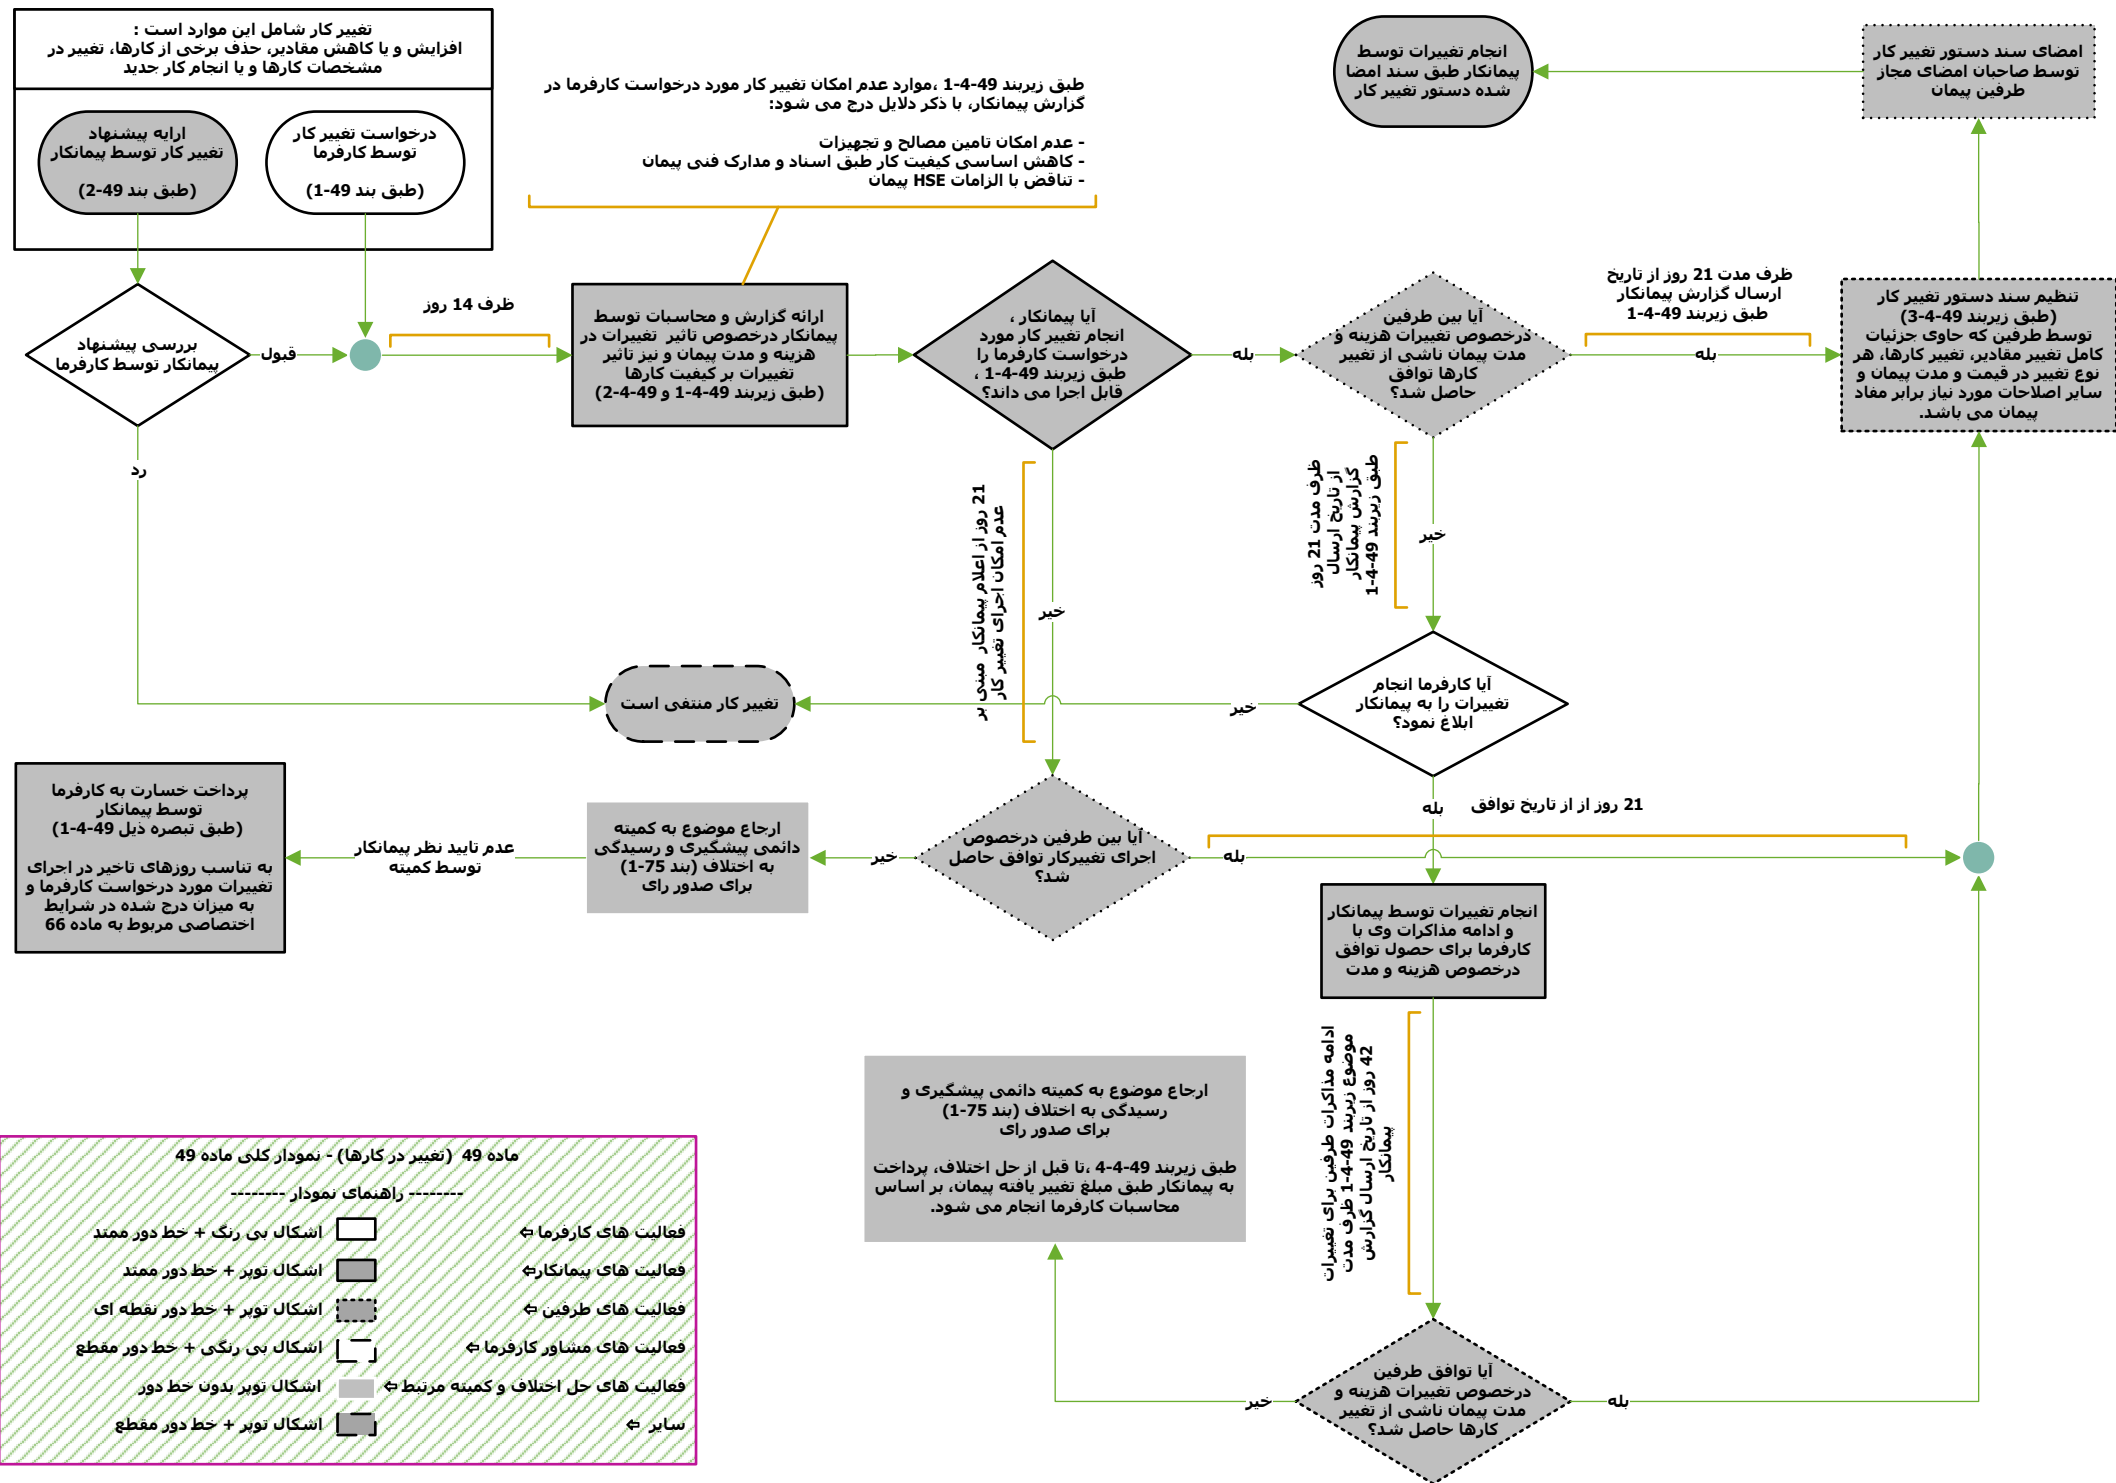 تغییر کار شامل این موارد است :
افزایش و یا کاهش مقادیر، حذف برخی از کارها، تغییر در
مشخصات کارها و یا انجام کار جدید
ارایه پیشنهاد
تغییر کار توسط پیمانکار
(طبق بند 49-2)
درخواست تغییر کار
توسط کارفرما
(طبق بند 49-1)
طبق زیربند 49-4-1 ،موارد عدم امکان تغییر کار مورد درخواست کارفرما در
گزارش پیمانکار، با ذکر دلایل درج می شود:
- عدم امکان تامین مصالح و تجهیزات
- کاهش اساسی کیفیت کار طبق اسناد و مدارک فنی پیمان
- تناقض با الزامات HSE پیمان
انجام تغییرات توسط
پیمانکار طبق سند امضا
شده دستور تغییر کار
امضای سند دستور تغییر کار
توسط صاحبان امضای مجاز
طرفین پیمان
بررسی پیشنهاد
پیمانکار توسط کارفرما
قبول
رد
ظرف 14 روز
ارائه گزارش و محاسبات توسط
پیمانکار درخصوص تاثیر تغییرات در
هزینه و مدت پیمان و نیز تاثیر
تغییرات بر کیفیت کارها
(طبق زیربند 49-4-1 و 49-4-2)
آیا پیمانکار ،
انجام تغییر کار مورد
درخواست کارفرما را
طبق زیربند 49-4-1 ،
قابل اجرا می داند؟
بله
آیا بین طرفین
درخصوص تغییرات هزینه و
مدت پیمان ناشی از تغییر
کارها توافق
حاصل شد؟
ظرف مدت 21 روز از تاریخ
ارسال گزارش پیمانکار
طبق زیربند 49-4-1
بله
تنظیم سند دستور تغییر کار
(طبق زیربند 49-4-3)
توسط طرفین که حاوی جزئیات
کامل تغییر مقادیر، تغییر کارها، هر
نوع تغییر در قیمت و مدت پیمان و
سایر اصلاحات مورد نیاز برابر مفاد
پیمان می باشد.
21 روز از اعلام پیمانکار مبنی بر
عدم امکان اجرای تغییر کار
خیر
ظرف مدت 21 روز
از تاریخ ارسال
گزارش پیمانکار
طبق زیربند 49-4-1
خیر
تغییر کار منتفی است
خیر
آیا کارفرما انجام
تغییرات را به پیمانکار
ابلاغ نمود؟
بله
21 روز از از تاریخ توافق
پرداخت خسارت به کارفرما
توسط پیمانکار
(طبق تبصره ذیل 49-4-1)
به تناسب روزهای تاخیر در اجرای
تغییرات مورد درخواست کارفرما و
به میزان درج شده در شرایط
اختصاصی مربوط به ماده 66
عدم تایید نظر پیمانکار
توسط کمیته
ارجاع موضوع به کمیته
دائمی پیشگیری و رسیدگی
به اختلاف (بند 75-1)
برای صدور رای
خیر
آیا بین طرفین درخصوص
اجرای تغییرکار توافق حاصل
شد؟
بله
انجام تغییرات توسط پیمانکار
و ادامه مذاکرات وی با
کارفرما برای حصول توافق
درخصوص هزینه و مدت
ادامه مذاکرات طرفین برای تغییرات
موضوع زیربند 49-4-1 ظرف مدت
42 روز از تاریخ ارسال گزارش
پیمانکار
ارجاع موضوع به کمیته دائمی پیشگیری و
رسیدگی به اختلاف (بند 75-1)
برای صدور رای
طبق زیربند 49-4-4 ،تا قبل از حل اختلاف، پرداخت
به پیمانکار طبق مبلغ تغییر یافته پیمان، بر اساس
محاسبات کارفرما انجام می شود.
خیر
آیا توافق طرفین
درخصوص تغییرات هزینه و
مدت پیمان ناشی از تغییر
کارها حاصل شد؟
بله
ماده 49 (تغییر در کارها) - نمودار کلی ماده 49
-------- راهنمای نمودار --------
فعالیت های کارفرما ⇦ اشکال بی رنگ + خط دور ممتد
فعالیت های پیمانکار⇦ اشکال توپر + خط دور ممتد
فعالیت های طرفین ⇦ اشکال توپر + خط دور نقطه ای
فعالیت های مشاور کارفرما ⇦ اشکال بی رنگی + خط دور مقطع
فعالیت های حل اختلاف و کمیته مرتبط ⇦ اشکال توپر بدون خط دور
سایر ⇦ اشکال توپر + خط دور مقطع